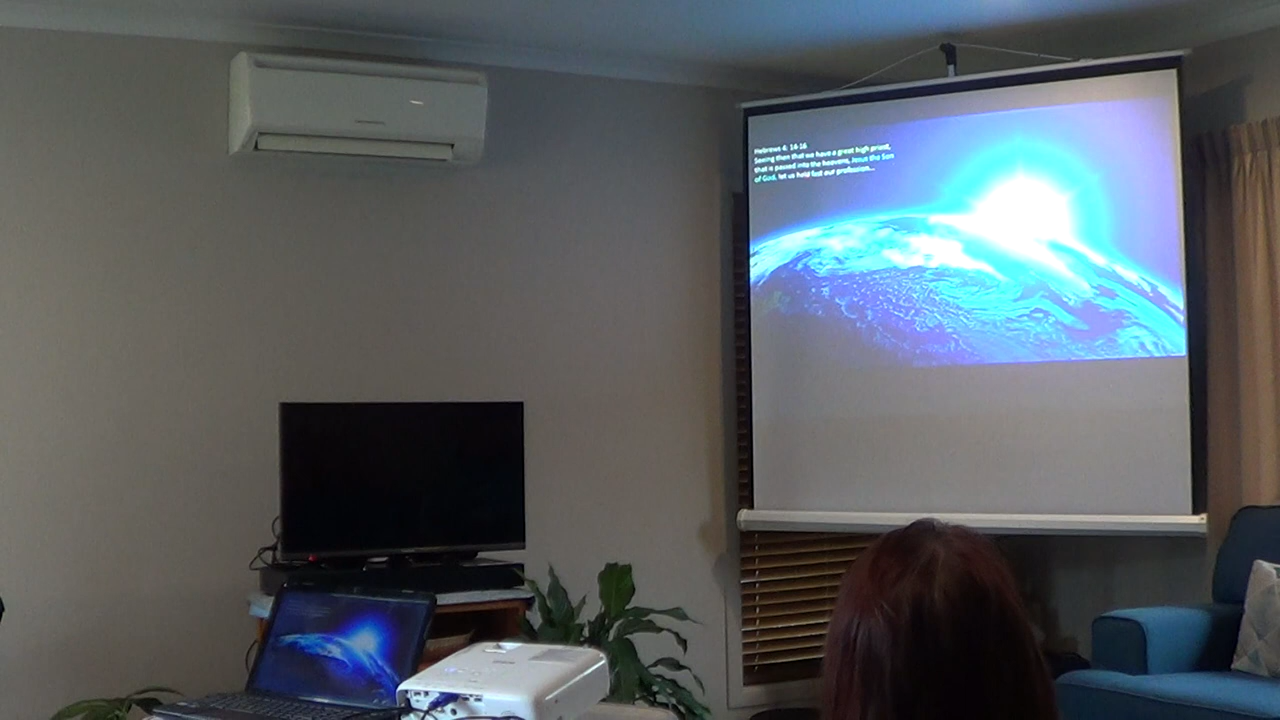 Hebrews 4: 14-16
Seeing then that we have a great high priest,
that is passed into the heavens, Jesus the Son
of God, let us hold fast our profession...